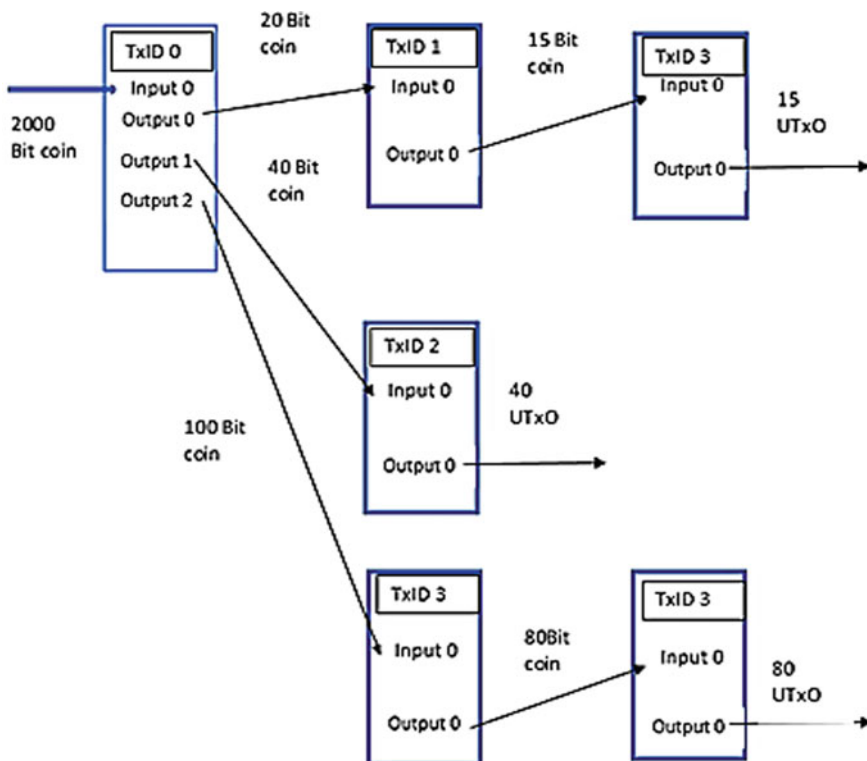 2000
Bit coin
TxID 0
Input 0
Output 0
Output 1
Output 2
20 Bit
coin
40 Bit
coin
100 Bit
coin
TxID 1
Input 0
Output 0
15 Bit
coin
TxID 3
Input 0
Output 0
15
UTxO
TxID 2
Input 0
Output 0
40
UTxO
TxID 3
Input 0
Output 0
80Bit
coin
TxID 3
Input 0
Output 0
80
UTxO